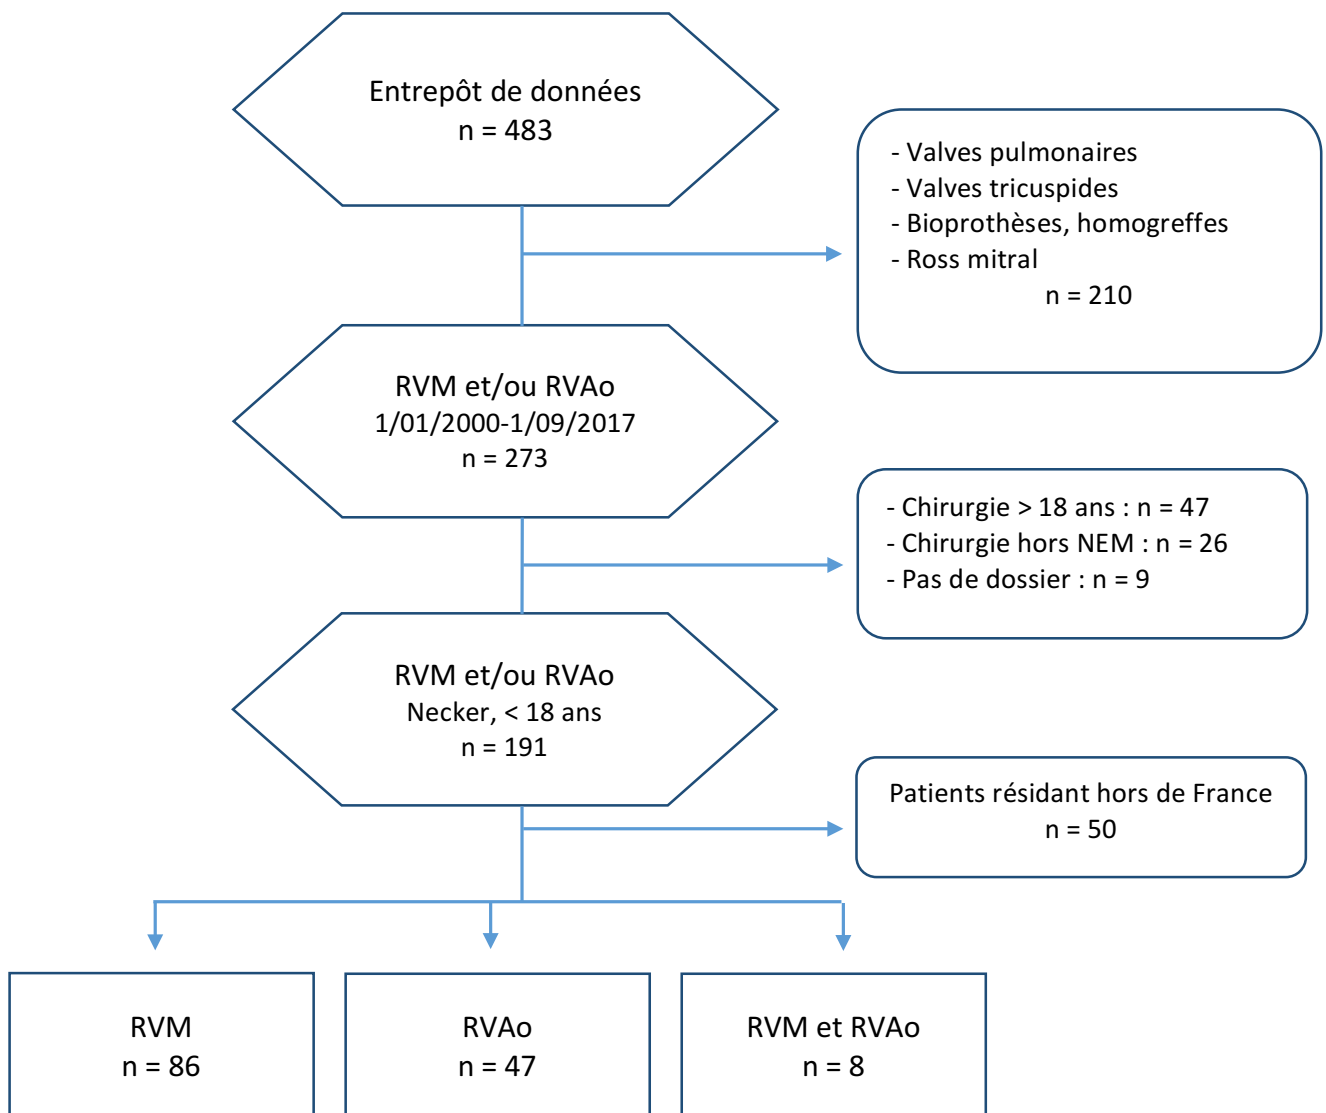 Entrepôt de données
n = 483
- Valves pulmonaires
- Valves tricuspides
- Bioprothèses, homogreffes
- Ross mitral
n = 210
RVM et/ou RVAo
1/01/2000-1/09/2017
n = 273
- Chirurgie > 18 ans : n = 47
- Chirurgie hors NEM : n = 26
- Pas de dossier : n = 9
RVM et/ou RVAo
Necker, < 18 ans
n = 191
Patients résidant hors de France
n = 50
RVM
n = 86
RVAo
n = 47
RVM et RVAo
n = 8